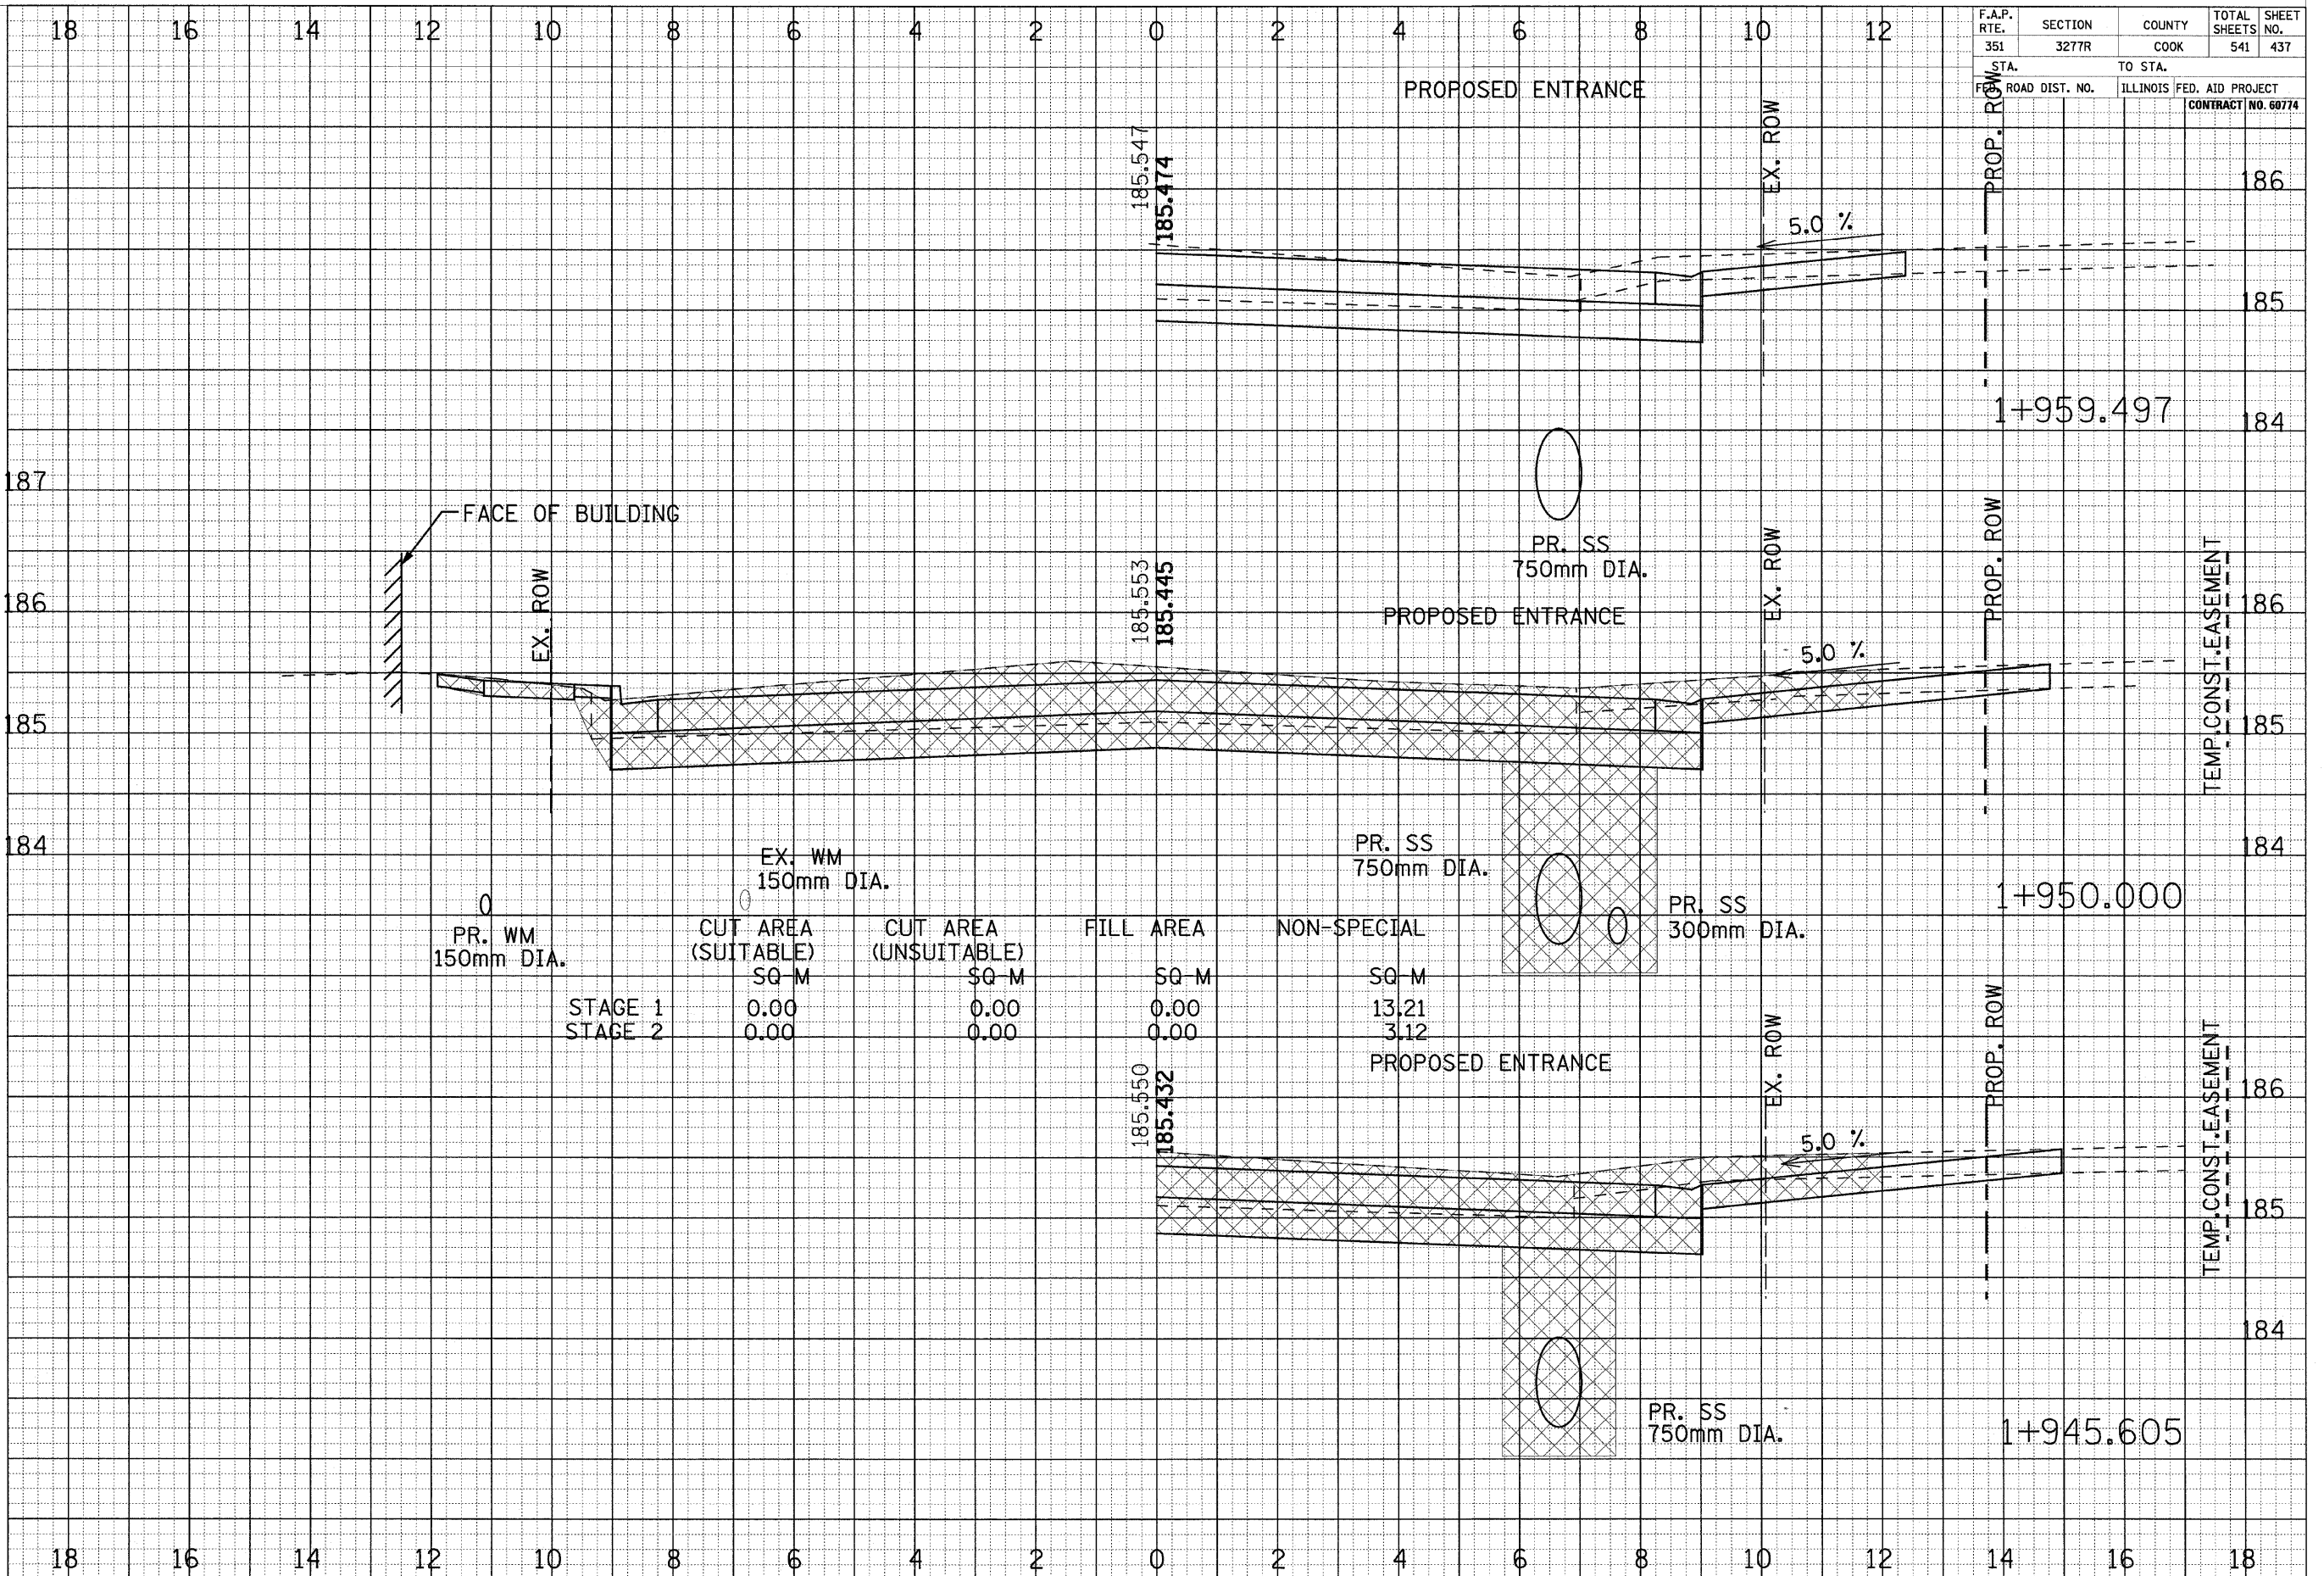 18 16 14 12 10 8 6 4 2 0 2 4 6 8 10 12
F.A.P. RTE. SECTION COUNTY TOTAL SHEETS SHEET NO.
351 3277R COOK 541 437
STA. TO STA.
FED. ROAD DIST. NO. ILLINOIS FED. AID PROJECT
CONTRACT NO. 60774
PROPOSED ENTRANCE
185.547
185.474
EX. ROW
PROP. ROW
5.0 %
186
185
184
1+959.497
PR. SS
750mm DIA.
187
186
185
184
FACE OF BUILDING
EX. ROW
185.553
185.445
PROPOSED ENTRANCE
EX. ROW
PROP. ROW
TEMP.CONST.EASEMENT
5.0 %
186
185
184
1+950.000
EX. WM
150mm DIA.
PR. WM
150mm DIA.
PR. SS
750mm DIA.
PR. SS
300mm DIA.
CUT AREA CUT AREA FILL AREA NON-SPECIAL
(SUITABLE) (UNSUITABLE)
SQ-M SQ-M SQ-M SQ-M
STAGE 1 0.00 0.00 0.00 13.21
STAGE 2 0.00 0.00 0.00 3.12
PROPOSED ENTRANCE
185.550
185.432
EX. ROW
PROP. ROW
TEMP.CONST.EASEMENT
5.0 %
186
185
184
PR. SS
750mm DIA.
1+945.605
18 16 14 12 10 8 6 4 2 0 2 4 6 8 10 12 14 16 18